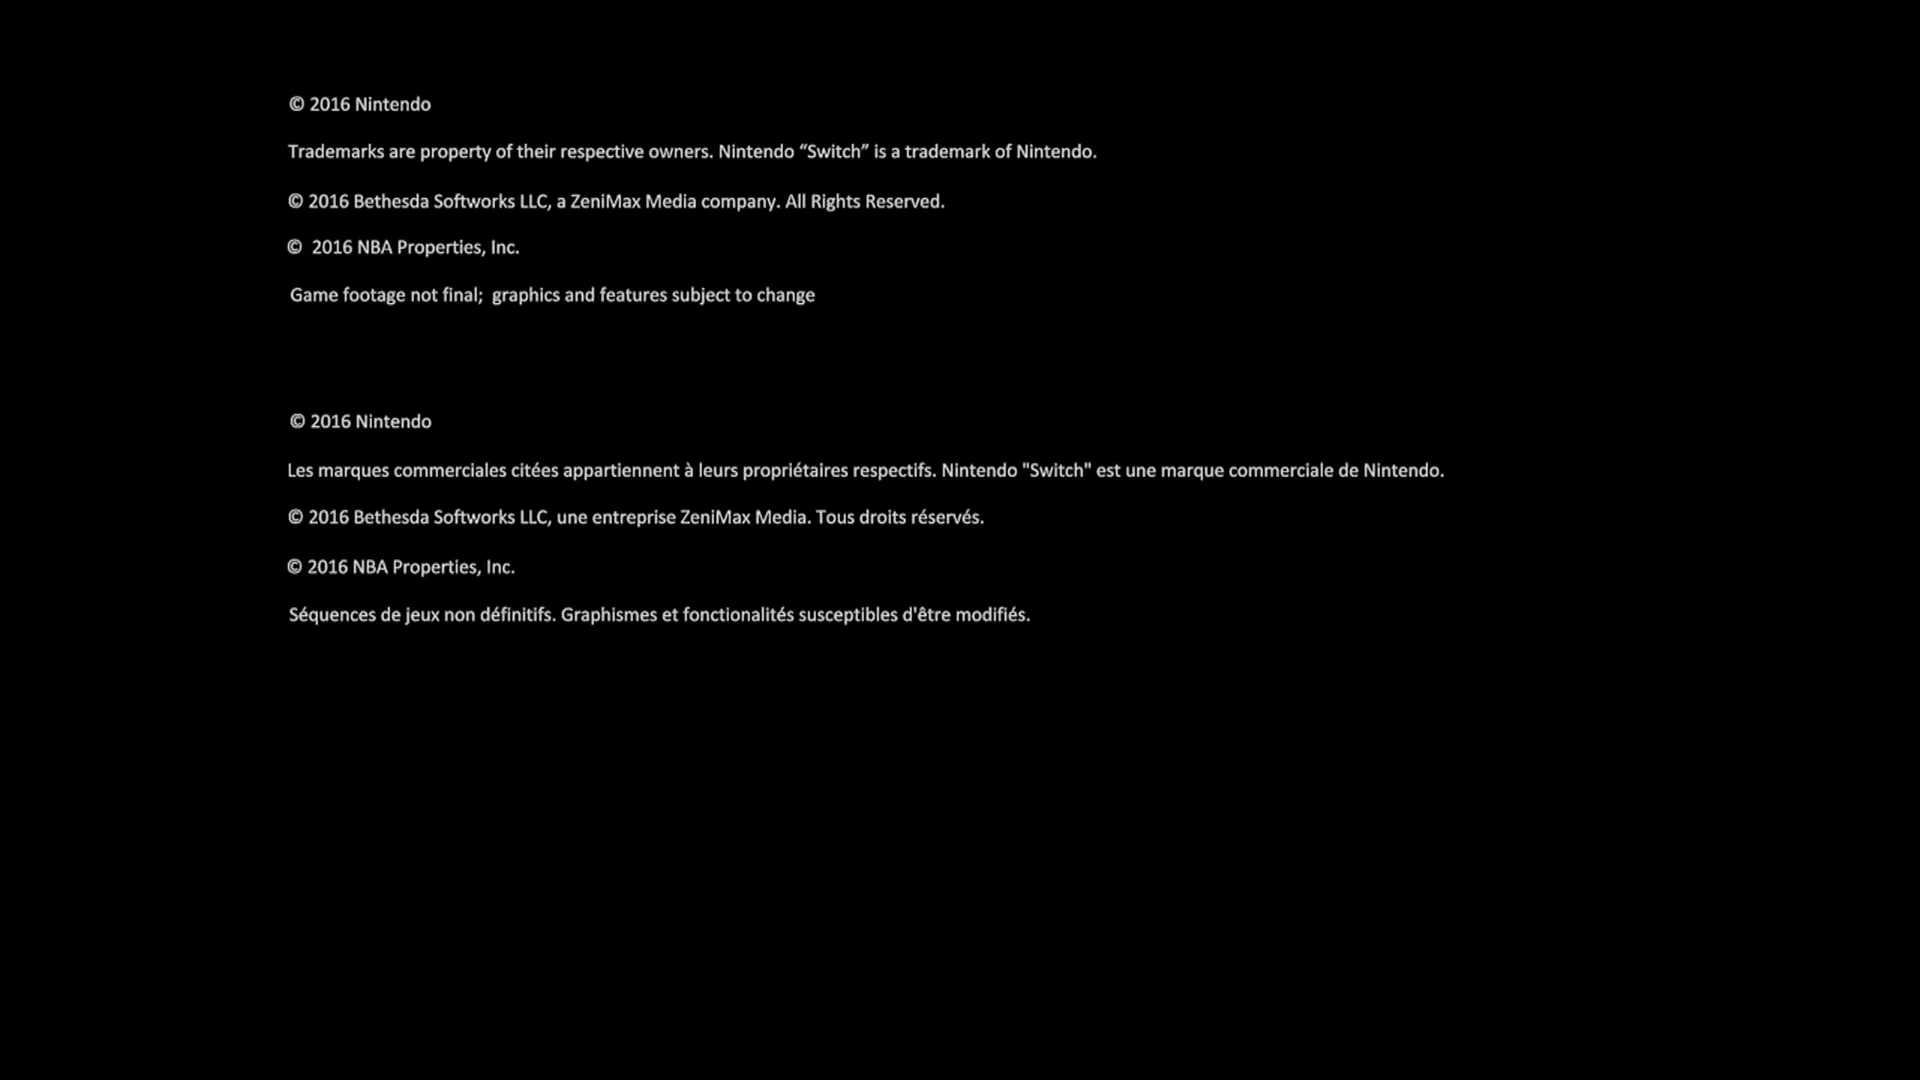 © 2016 Nintendo
Trademarks are property of their respective owners. Nintendo “Switch” is a trademark of Nintendo.
© 2016 Bethesda Softworks LLC, a ZeniMax Media company. All Rights Reserved.
©  2016 NBA Properties, Inc.
Game footage not final;  graphics and features subject to change
© 2016 Nintendo
Les marques commerciales citées appartiennent à leurs propriétaires respectifs. Nintendo "Switch" est une marque commerciale de Nintendo.
© 2016 Bethesda Softworks LLC, une entreprise ZeniMax Media. Tous droits réservés.
© 2016 NBA Properties, Inc.
Séquences de jeux non définitifs. Graphismes et fonctionalités susceptibles d'être modifiés.